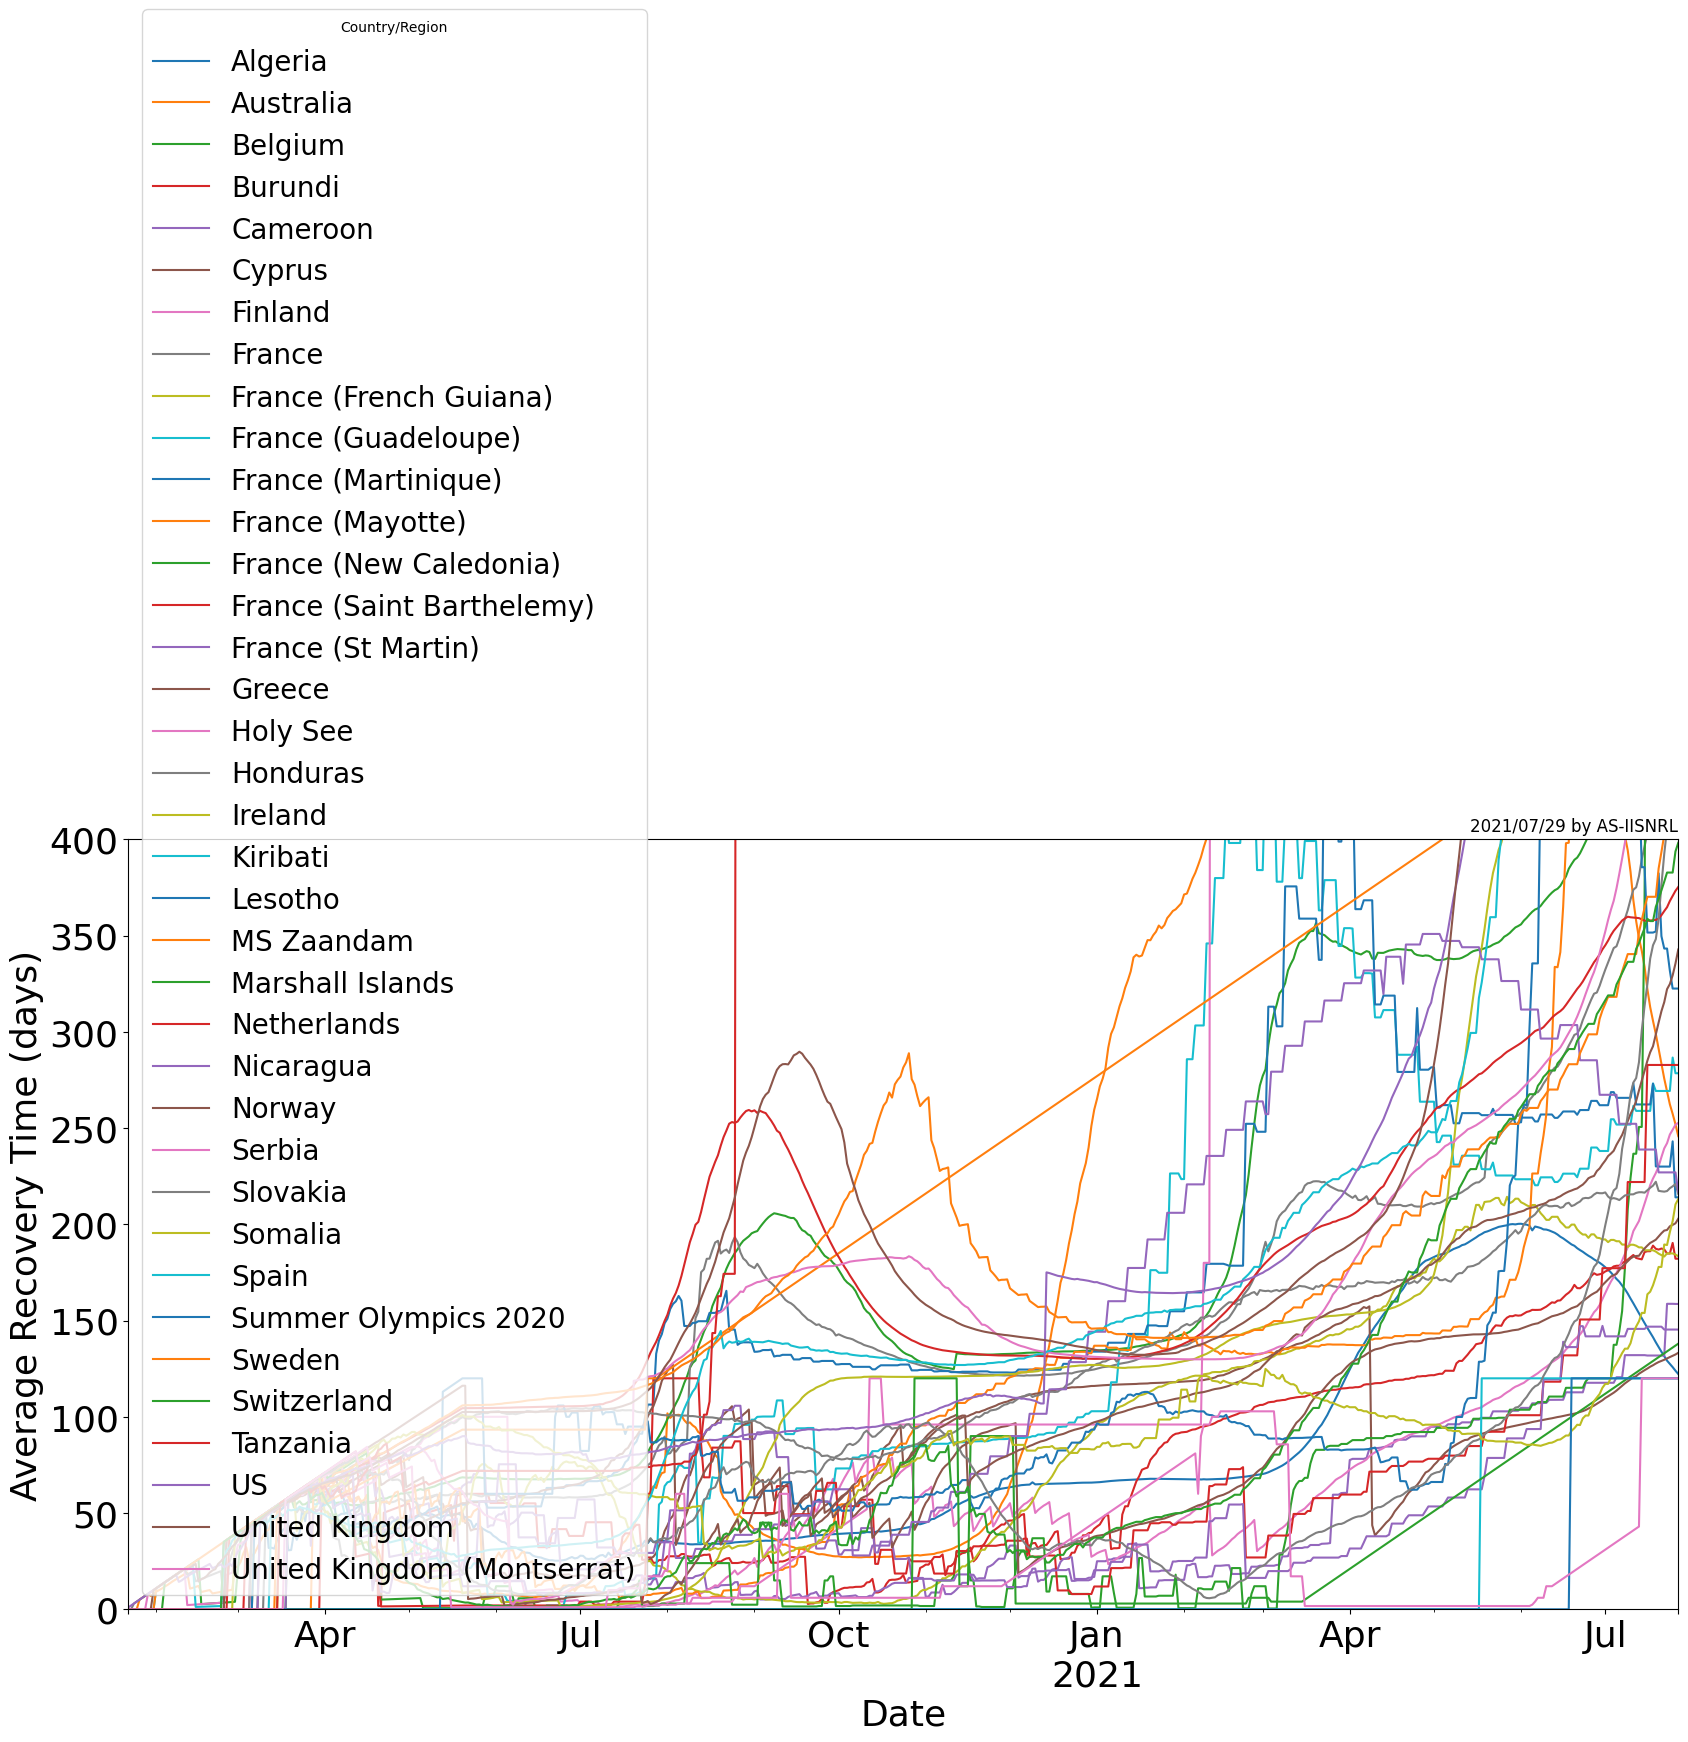 Country/Region
Algeria
Australia
Belgium
Burundi
Cameroon
Cyprus
Finland
France
France (French Guiana)
France (Guadeloupe)
France (Martinique)
France (Mayotte)
France (New Caledonia)
France (Saint Barthelemy)
France (St Martin)
Greece
Holy See
Honduras
Ireland
Kiribati
Lesotho
MS Zaandam
Marshall Islands
Netherlands
Nicaragua
Norway
Serbia
Slovakia
Somalia
Spain
Summer Olympics 2020
Sweden
Switzerland
Tanzania
US
United Kingdom
United Kingdom (Montserrat)
2021/07/29 by AS-IISNRL
Average Recovery Time (days)
400
350
300
250
200
150
100
50
0
Apr Jul Oct Jan Apr Jul
2021
Date